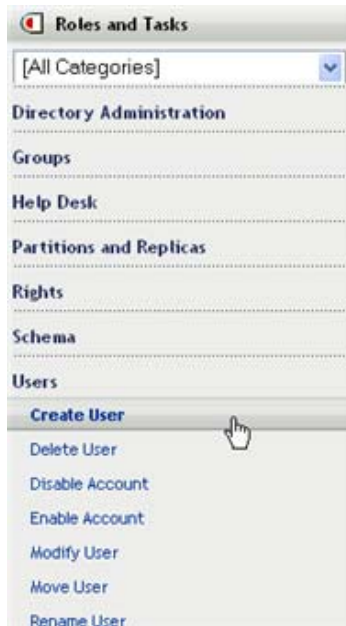 Roles and Tasks
[All Categories]
Directory Administration
Groups
Help Desk
Partitions and Replicas
Rights
Schema
Users
Create User
Delete User
Disable Account
Enable Account
Modify User
Move User
Rename User